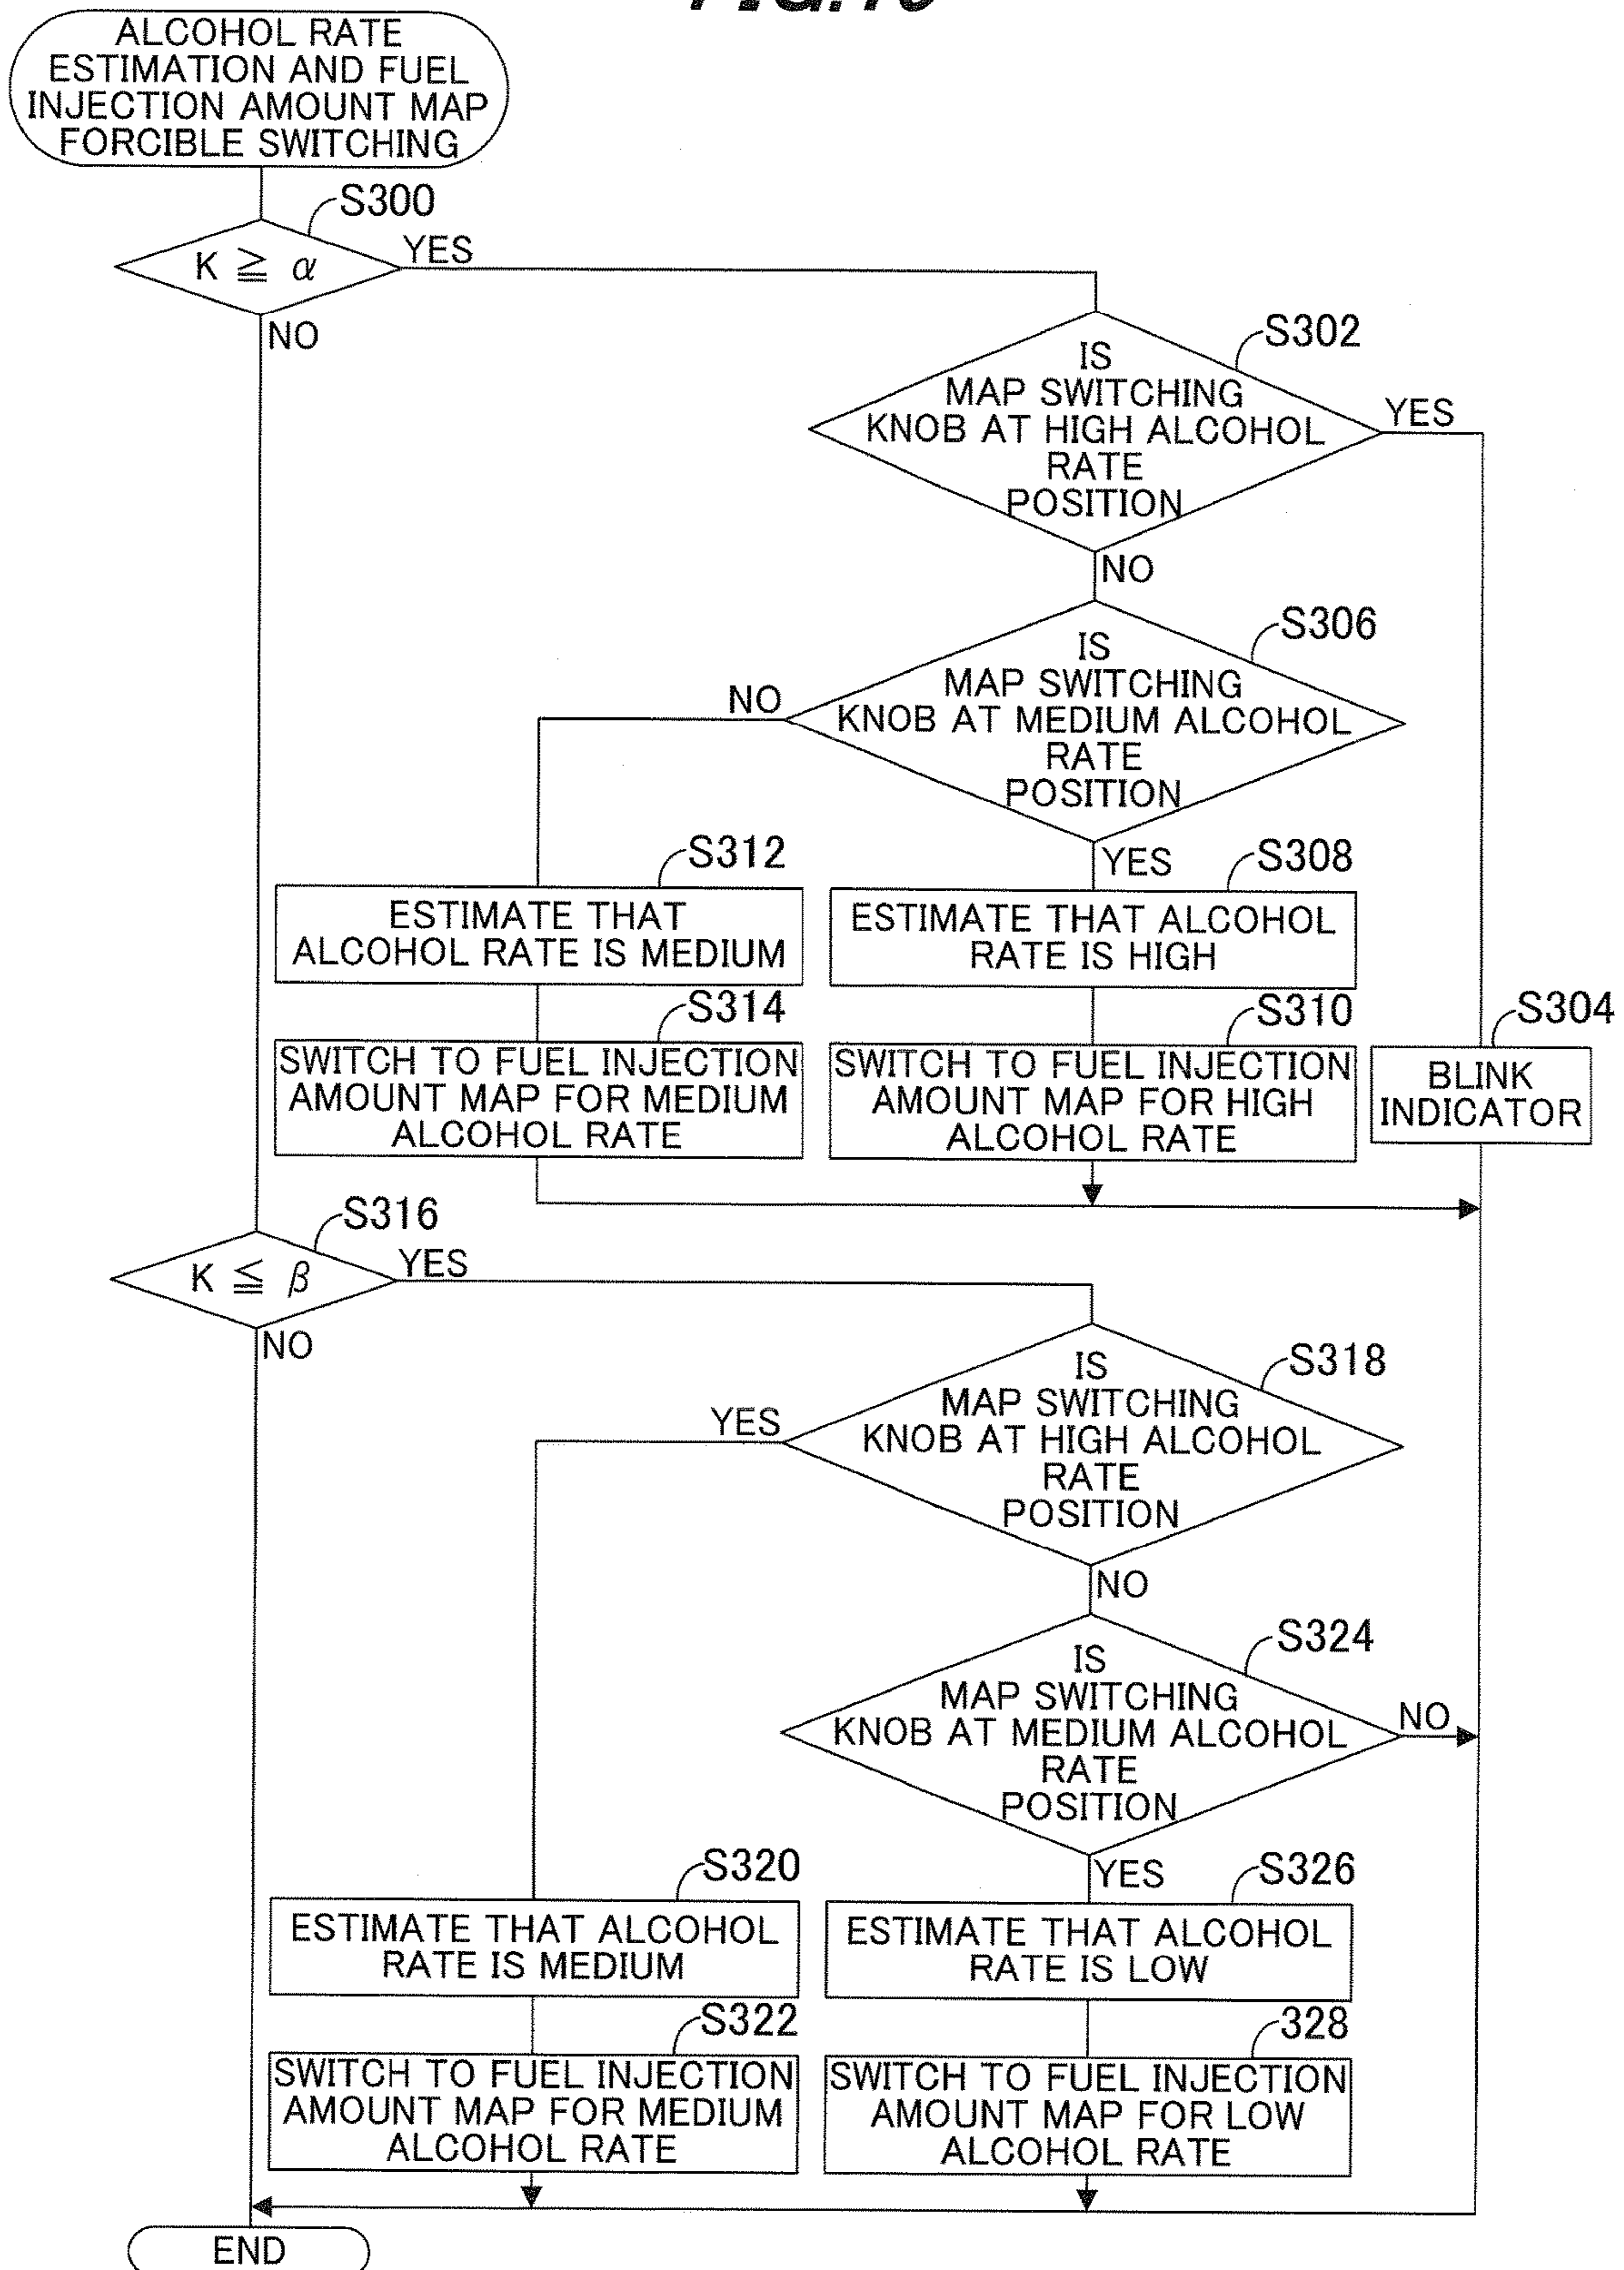 ALCOHOL RATE
ESTIMATION AND FUEL
INJECTION AMOUNT MAP
FORCIBLE SWITCHING
S300
K ≧ α
YES
NO
S302
IS
MAP SWITCHING
KNOB AT HIGH ALCOHOL
RATE
POSITION
YES
NO
S306
IS
MAP SWITCHING
KNOB AT MEDIUM ALCOHOL
RATE
POSITION
NO
YES
S312
ESTIMATE THAT
ALCOHOL RATE IS MEDIUM
S308
ESTIMATE THAT ALCOHOL
RATE IS HIGH
S314
SWITCH TO FUEL INJECTION
AMOUNT MAP FOR MEDIUM
ALCOHOL RATE
S310
SWITCH TO FUEL INJECTION
AMOUNT MAP FOR HIGH
ALCOHOL RATE
S304
BLINK
INDICATOR
S316
K ≦ β
YES
NO
S318
IS
MAP SWITCHING
KNOB AT HIGH ALCOHOL
RATE
POSITION
YES
NO
S324
IS
MAP SWITCHING
KNOB AT MEDIUM ALCOHOL
RATE
POSITION
NO
YES
S320
ESTIMATE THAT ALCOHOL
RATE IS MEDIUM
S326
ESTIMATE THAT ALCOHOL
RATE IS LOW
S322
SWITCH TO FUEL INJECTION
AMOUNT MAP FOR MEDIUM
ALCOHOL RATE
328
SWITCH TO FUEL INJECTION
AMOUNT MAP FOR LOW
ALCOHOL RATE
END